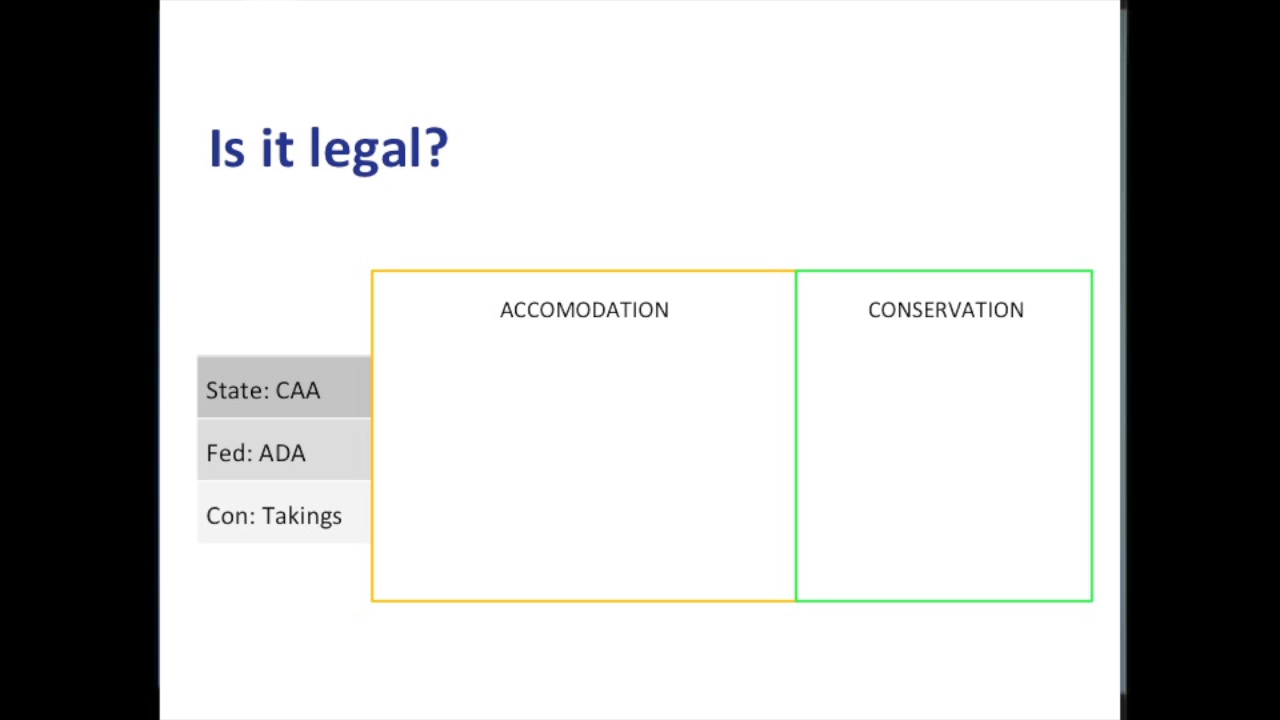 Is it legal?
ACCOMODATION
CONSERVATION
State: CAA
Fed: ADA
Con: Takings